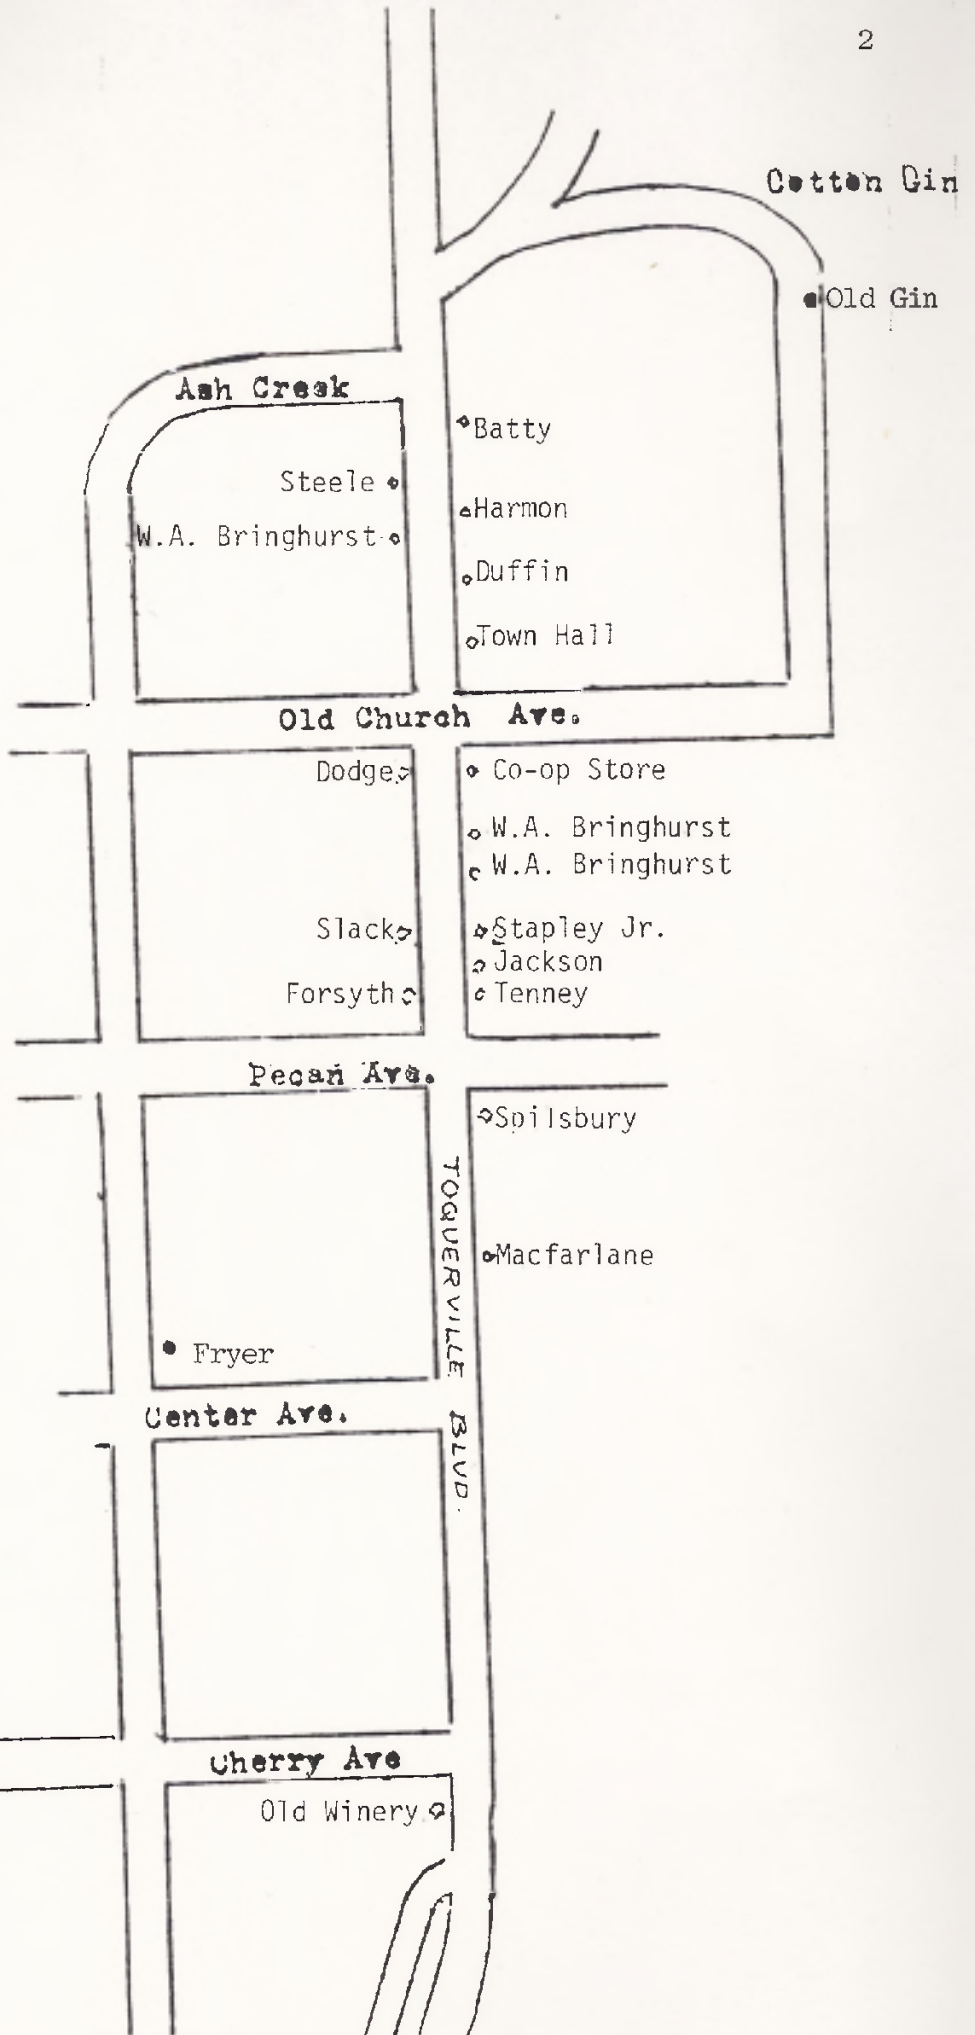 2
Cotton Gin
Old Gin
Ash Creek
Batty
Steele
Harmon
W.A. Bringhurst
Duffin
Town Hall
Old Church Ave.
Dodge
Co-op Store
W.A. Bringhurst
W.A. Bringhurst
Slack
Stapley Jr.
Jackson
Forsyth
Tenney
Pecan Ave.
Spilsbury
TOQUERVILLE BLVD.
Macfarlane
Fryer
Center Ave.
Cherry Ave
Old Winery